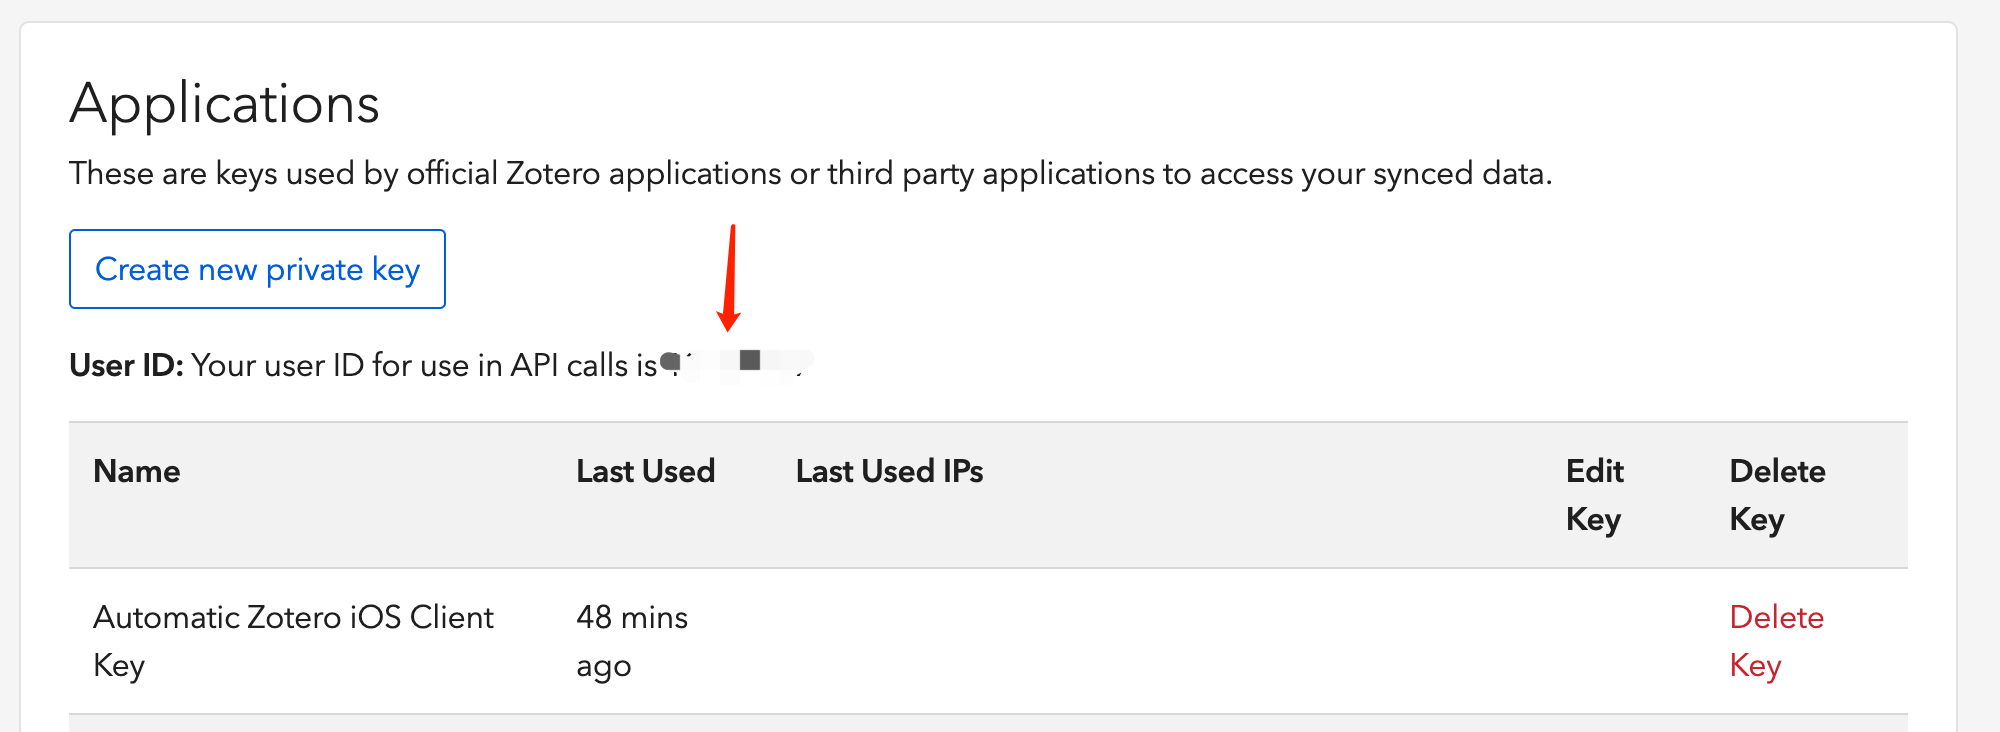 Applications
These are keys used by official Zotero applications or third party applications to access your synced data.
Create new private key
User ID: Your user ID for use in API calls is
Name Last Used Last Used IPs Edit Key Delete Key
Automatic Zotero iOS Client Key 48 mins ago Delete Key